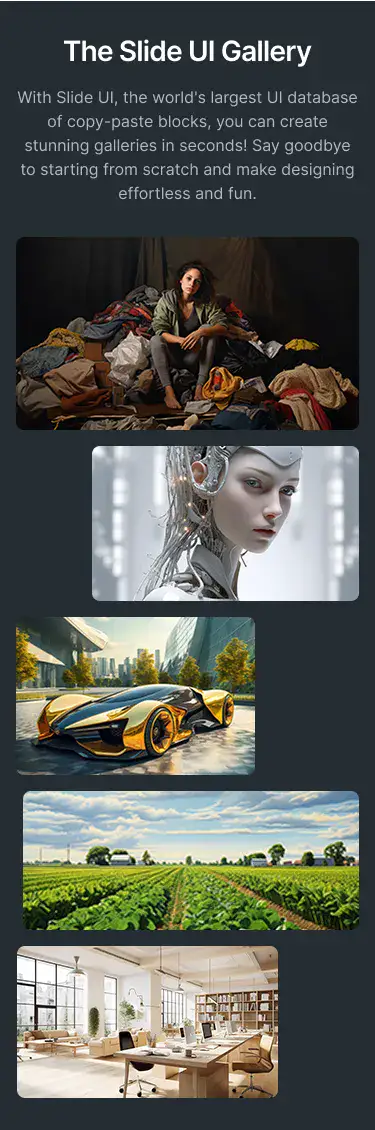 The Slide UI Gallery
With Slide UI, the world's largest UI database
of copy-paste blocks, you can create
stunning galleries in seconds! Say goodbye
to starting from scratch and make designing
effortless and fun.